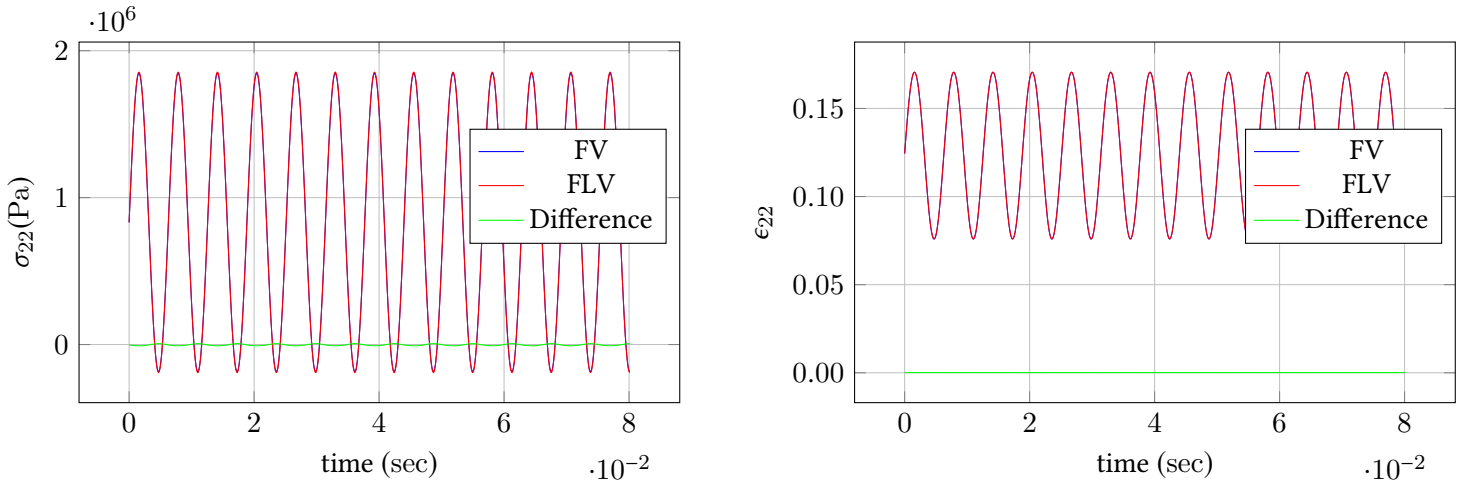 ·10⁶
2
1
0
σ₂₂(Pa)
FV
FLV
Difference
0 2 4 6 8
time (sec)
·10⁻²
0.15
0.10
0.05
0.00
ϵ₂₂
FV
FLV
Difference
0 2 4 6 8
time (sec)
·10⁻²